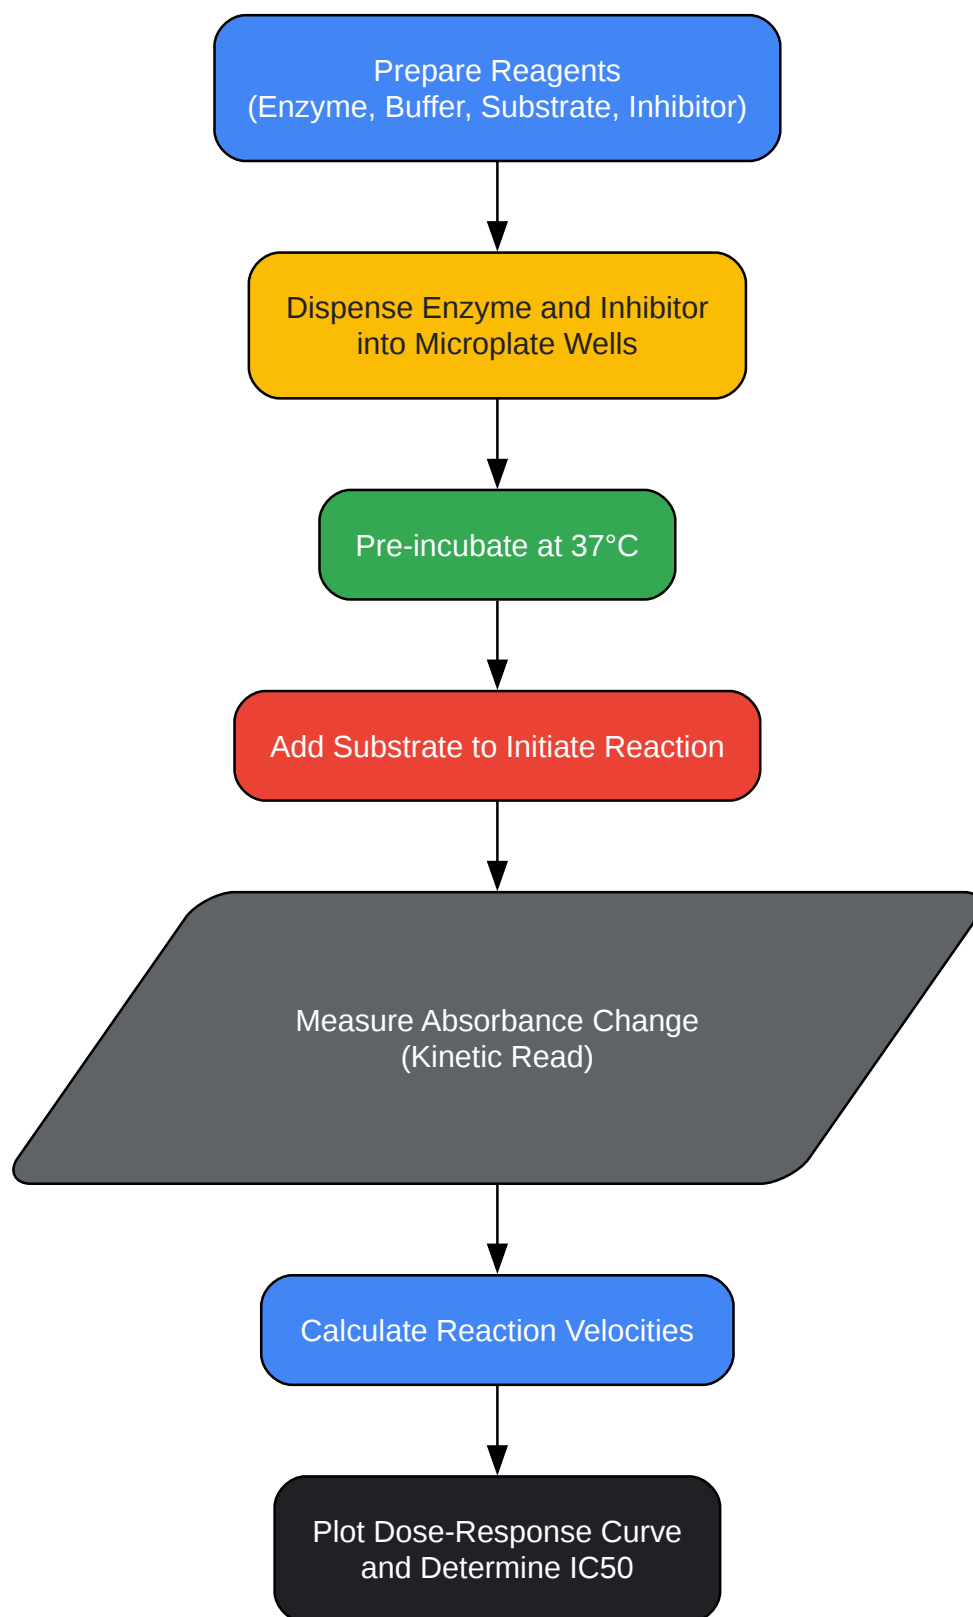 Prepare Reagents
(Enzyme, Buffer, Substrate, Inhibitor)
Dispense Enzyme and Inhibitor
into Microplate Wells
Pre-incubate at 37°C
Add Substrate to Initiate Reaction
Measure Absorbance Change
(Kinetic Read)
Calculate Reaction Velocities
Plot Dose-Response Curve
and Determine IC50